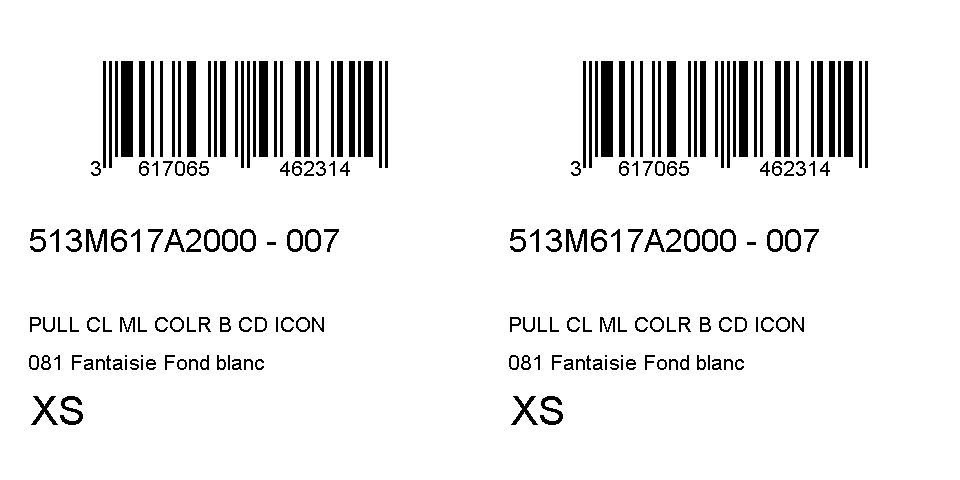 3 617065 462314
513M617A2000 - 007
PULL CL ML COLR B CD ICON
081 Fantaisie Fond blanc
XS
3 617065 462314
513M617A2000 - 007
PULL CL ML COLR B CD ICON
081 Fantaisie Fond blanc
XS